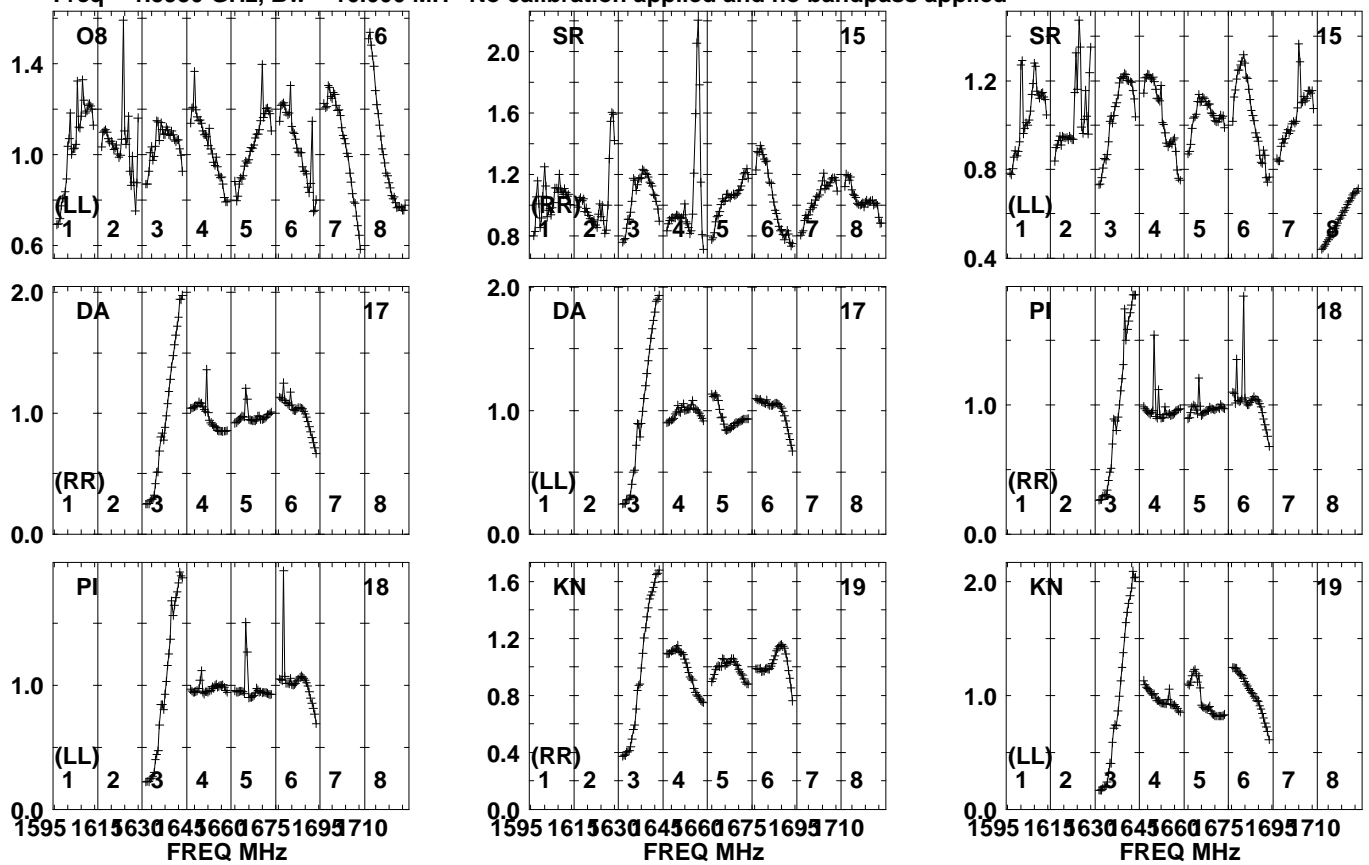 O8 6 SR 15 SR 15
1.4 2.0 1.2
1.0 1.6 1.2 0.8
0.6 0.8 0.4
(LL) (RR) (LL)
1 2 3 4 5 6 7 8 1 2 3 4 5 6 7 8 1 2 3 4 5 6 7 8
DA 17 DA 17 PI 18
2.0 2.0
1.0 1.0 1.0
(RR) (LL) (RR)
1 2 3 4 5 6 7 8 1 2 3 4 5 6 7 8 1 2 3 4 5 6 7 8
0.0 0.0 0.0
PI 18 KN 19 KN 19
1.6 2.0
1.0 1.2 0.8 1.0
(LL) (RR) (LL)
1 2 3 4 5 6 7 8 1 2 3 4 5 6 7 8 1 2 3 4 5 6 7 8
0.0 0.4 0.0 0.0
1595 1615 1630 1645 1660 1675 1695 1710 1595 1615 1630 1645 1660 1675 1695 1710 1595 1615 1630 1645 1660 1675 1695 1710
FREQ MHz FREQ MHz FREQ MHz